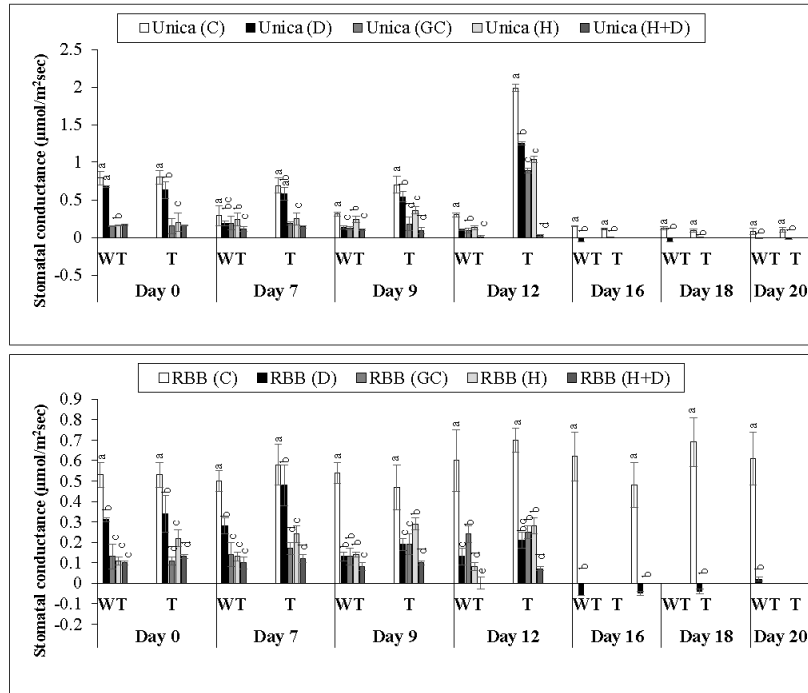 Unica (C) Unica (D) Unica (GC) Unica (H) Unica (H+D)
Stomatal conductance (µmol/m²sec)
2.5
2
1.5
1
0.5
0
-0.5
WT T WT T WT T WT T WT T WT T WT T
Day 0 Day 7 Day 9 Day 12 Day 16 Day 18 Day 20
RBB (C) RBB (D) RBB (GC) RBB (H) RBB (H+D)
Stomatal conductance (µmol/m²sec)
0.9
0.8
0.7
0.6
0.5
0.4
0.3
0.2
0.1
0
-0.1
-0.2
WT T WT T WT T WT T WT T WT T WT T
Day 0 Day 7 Day 9 Day 12 Day 16 Day 18 Day 20